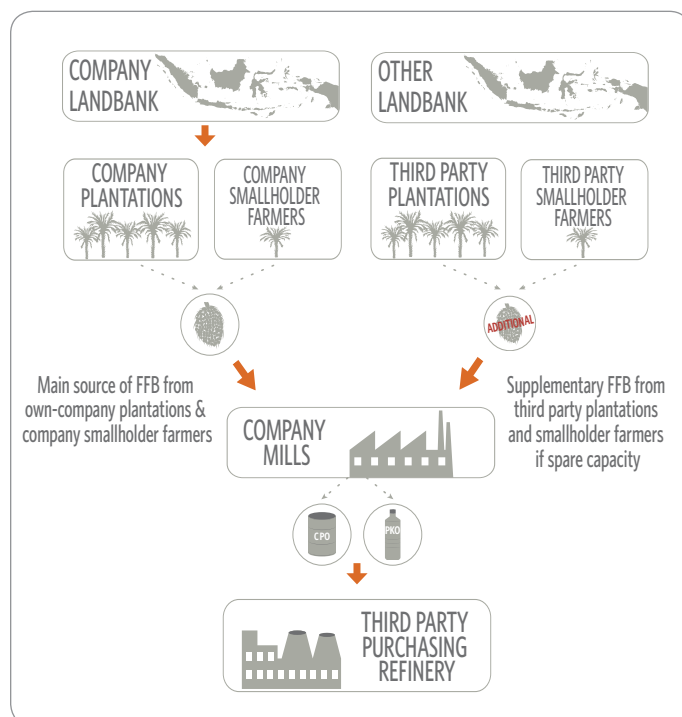 COMPANY
LANDBANK
OTHER
LANDBANK
COMPANY
PLANTATIONS
COMPANY
SMALLHOLDER
FARMERS
THIRD PARTY
PLANTATIONS
THIRD PARTY
SMALLHOLDER
FARMERS
ADDITIONAL
Main source of FFB from
own-company plantations &
company smallholder farmers
Supplementary FFB from
third party plantations
and smallholder farmers
if spare capacity
COMPANY
MILLS
CPO
PKO
THIRD PARTY
PURCHASING
REFINERY